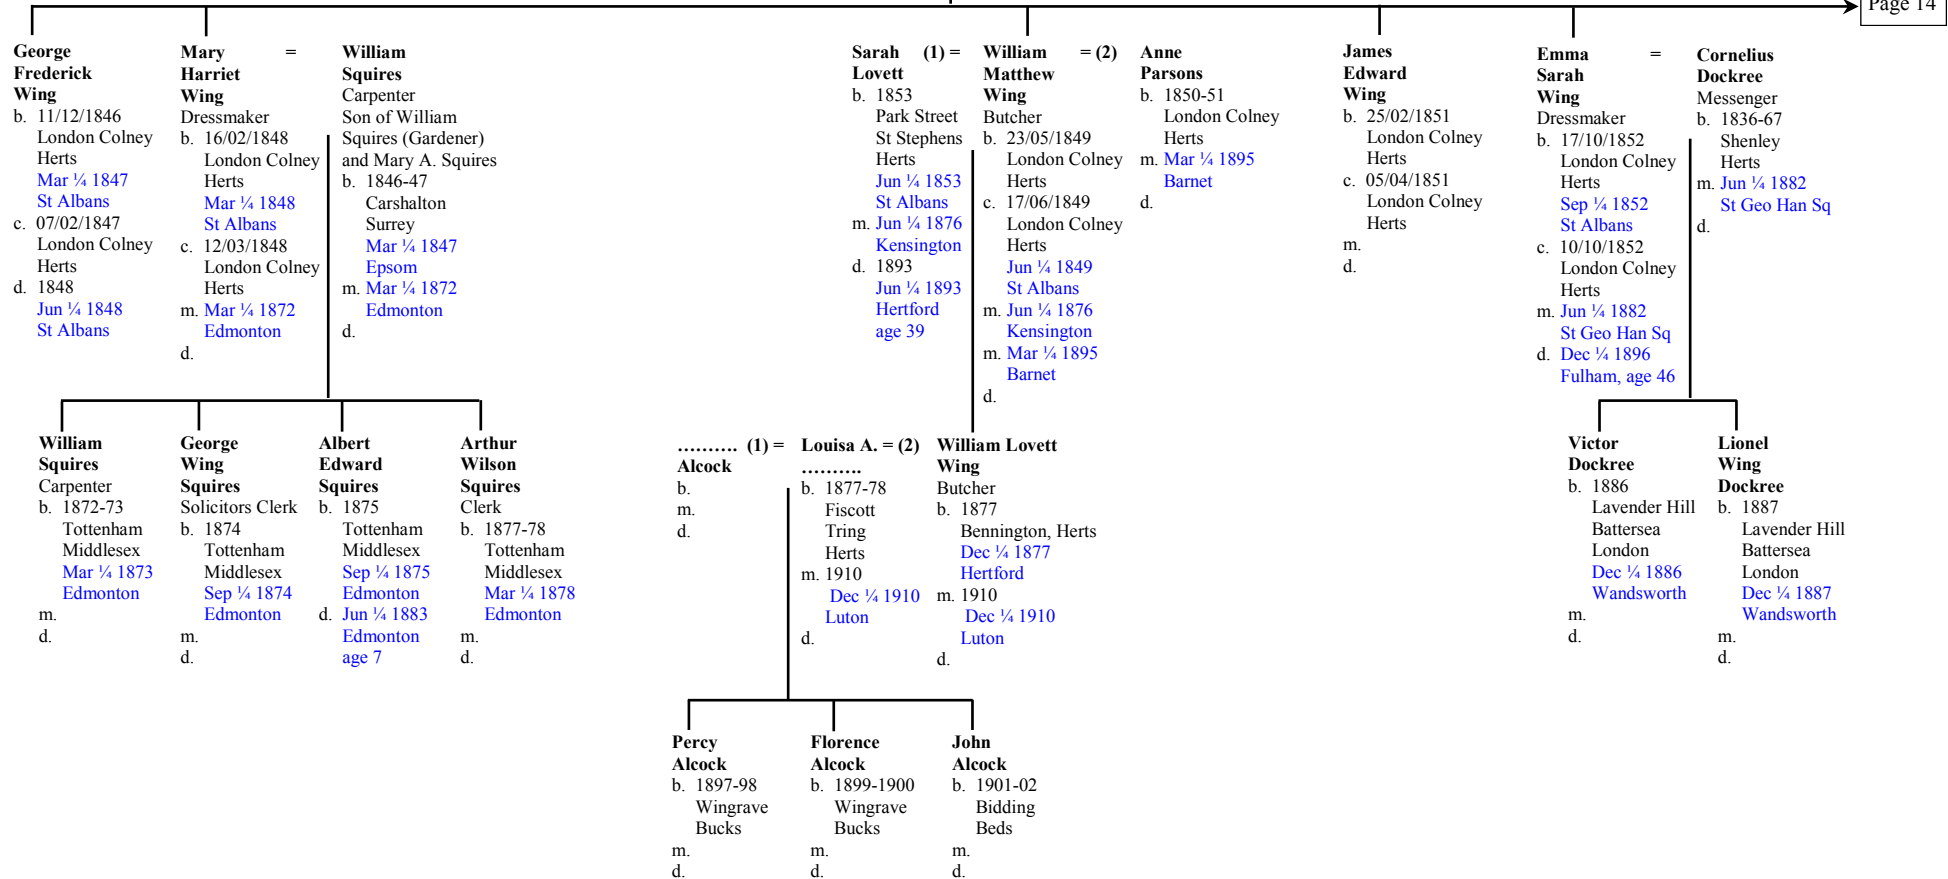 Page 14
George
Frederick
Wing
b. 11/12/1846
London Colney
Herts
Mar ¼ 1847
St Albans
c. 07/02/1847
London Colney
Herts
d. 1848
Jun ¼ 1848
St Albans
Mary =
Harriet
Wing
Dressmaker
b. 16/02/1848
London Colney
Herts
Mar ¼ 1848
St Albans
c. 12/03/1848
London Colney
Herts
m. Mar ¼ 1872
Edmonton
d.
William
Squires
Carpenter
Son of William
Squires (Gardener)
and Mary A. Squires
b. 1846-47
Carshalton
Surrey
Mar ¼ 1847
Epsom
m. Mar ¼ 1872
Edmonton
d.
Sarah (1) =
Lovett
b. 1853
Park Street
St Stephens
Herts
Jun ¼ 1853
St Albans
m. Jun ¼ 1876
Kensington
d. 1893
Jun ¼ 1893
Hertford
age 39
William = (2)
Matthew
Wing
Butcher
b. 23/05/1849
London Colney
Herts
c. 17/06/1849
London Colney
Herts
Jun ¼ 1849
St Albans
m. Jun ¼ 1876
Kensington
m. Mar ¼ 1895
Barnet
d.
Anne
Parsons
b. 1850-51
London Colney
Herts
m. Mar ¼ 1895
Barnet
d.
James
Edward
Wing
b. 25/02/1851
London Colney
Herts
c. 05/04/1851
London Colney
Herts
m.
d.
Emma =
Sarah
Wing
Dressmaker
b. 17/10/1852
London Colney
Herts
Sep ¼ 1852
St Albans
c. 10/10/1852
London Colney
Herts
m. Jun ¼ 1882
St Geo Han Sq
d. Dec ¼ 1896
Fulham, age 46
Cornelius
Dockree
Messenger
b. 1836-67
Shenley
Herts
m. Jun ¼ 1882
St Geo Han Sq
d.
William
Squires
Carpenter
b. 1872-73
Tottenham
Middlesex
Mar ¼ 1873
Edmonton
m.
d.
George
Wing
Squires
Solicitors Clerk
b. 1874
Tottenham
Middlesex
Sep ¼ 1874
Edmonton
m.
d.
Albert
Edward
Squires
b. 1875
Tottenham
Middlesex
Sep ¼ 1875
Edmonton
d. Jun ¼ 1883
Edmonton
age 7
Arthur
Wilson
Squires
Clerk
b. 1877-78
Tottenham
Middlesex
Mar ¼ 1878
Edmonton
m.
d.
………. (1) =
Alcock
b.
m.
d.
Louisa A. = (2)
……….
b. 1877-78
Fiscott
Tring
Herts
m. 1910
Dec ¼ 1910
Luton
d.
William Lovett
Wing
Butcher
b. 1877
Bennington, Herts
Dec ¼ 1877
Hertford
m. 1910
Dec ¼ 1910
Luton
d.
Victor
Dockree
b. 1886
Lavender Hill
Battersea
London
Dec ¼ 1886
Wandsworth
m.
d.
Lionel
Wing
Dockree
b. 1887
Lavender Hill
Battersea
London
Dec ¼ 1887
Wandsworth
m.
d.
Percy
Alcock
b. 1897-98
Wingrave
Bucks
m.
d.
Florence
Alcock
b. 1899-1900
Wingrave
Bucks
m.
d.
John
Alcock
b. 1901-02
Bidding
Beds
m.
d.